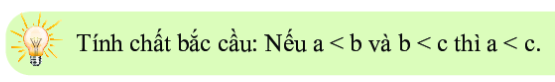 Tính chất bắc cầu: Nếu a < b và b < c thì a < c.